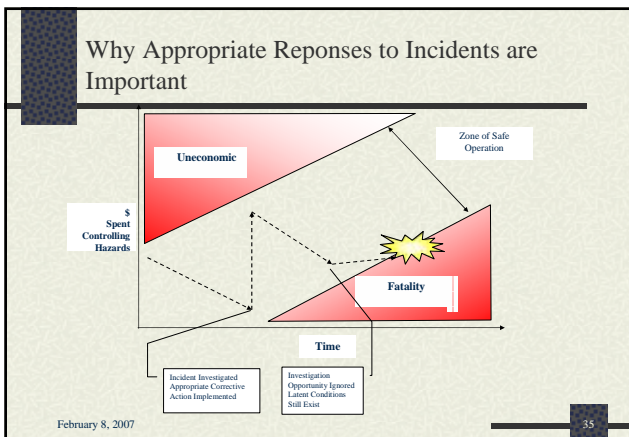 Why Appropriate Reponses to Incidents are
Important
Zone of Safe
Operation
Uneconomic
$
Spent
Controlling
Hazards
Fatality
Time
Incident Investigated
Appropriate Corrective
Action Implemented
Investigation
Opportunity Ignored
Latent Conditions
Still Exist
February 8, 2007
35